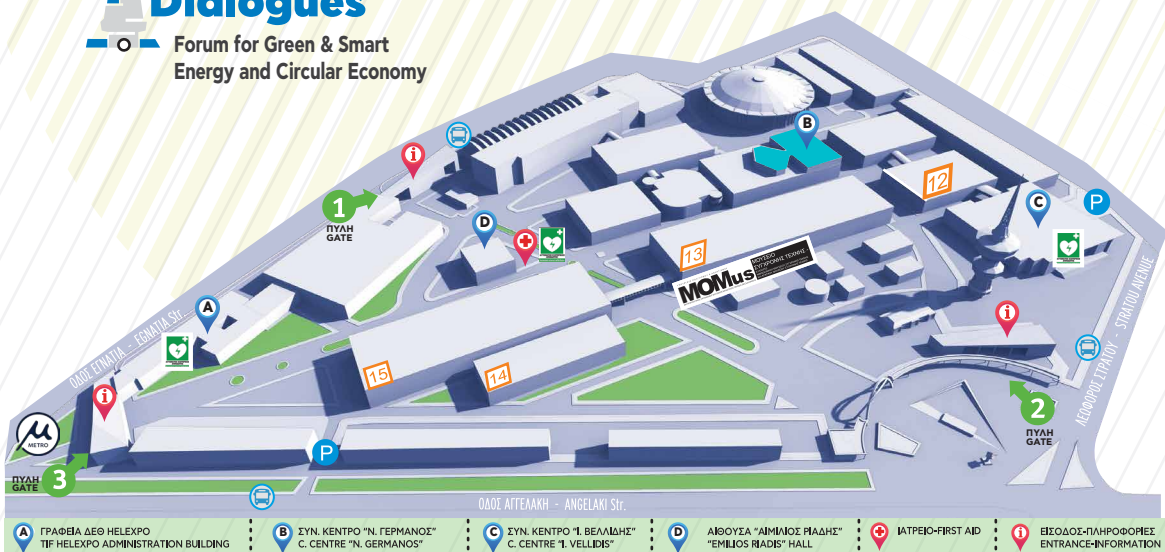 Dialogues
Forum for Green & Smart
Energy and Circular Economy
B
i
12
1
ΠΥΛΗ
GATE
C
P
D
13
MOMus
ΜΟΥΣΕΙΟ
ΣΥΓΧΡΟΝΗΣ ΤΕΧΝΗΣ
A
i
ΟΔΟΣ ΕΓΝΑΤΙΑ - EGNATIA Str.
ΛΕΩΦΟΡΟΣ ΣΤΡΑΤΟΥ - STRATOU AVENUE
15
14
i
2
ΠΥΛΗ
GATE
METRO
P
ΠΥΛΗ
GATE
3
ΟΔΟΣ ΑΓΓΕΛΑΚΗ - ANGELAKI Str.
A ΓΡΑΦΕΙΑ ΔΕΘ HELEXPO
TIF HELEXPO ADMINISTRATION BUILDING
B ΣΥΝ. ΚΕΝΤΡΟ "Ν. ΓΕΡΜΑΝΟΣ"
C. CENTRE "N. GERMANOS"
C ΣΥΝ. ΚΕΝΤΡΟ "Ι. ΒΕΛΛΙΔΗΣ"
C. CENTRE "I. VELLIDIS"
D ΑΙΘΟΥΣΑ "ΑΙΜΙΛΙΟΣ ΡΙΑΔΗΣ"
"EMILIOS RIADIS" HALL
ΙΑΤΡΕΙΟ-FIRST AID
i ΕΙΣΟΔΟΣ-ΠΛΗΡΟΦΟΡΙΕΣ
ENTRANCE-INFORMATION